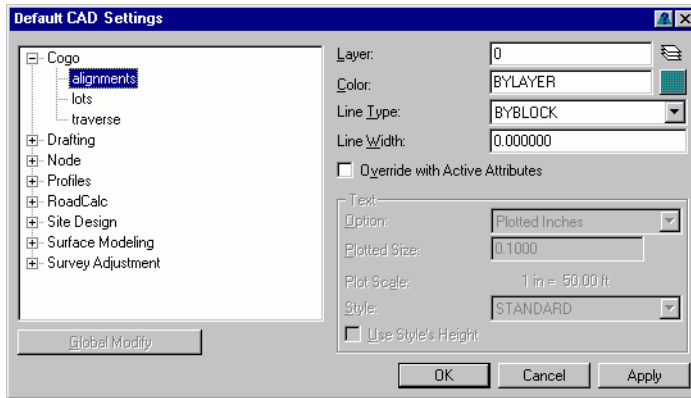 Default CAD Settings
Cogo
alignments
lots
traverse
Drafting
Node
Profiles
RoadCalc
Site Design
Surface Modeling
Survey Adjustment
Global Modify
Layer: 0
Color: BYLAYER
Line Type: BYBLOCK
Line Width: 0.000000
Override with Active Attributes
Text
Option: Plotted Inches
Plotted Size: 0.1000
Plot Scale: 1 in = 50.00 ft
Style: STANDARD
Use Style's Height
OK Cancel Apply